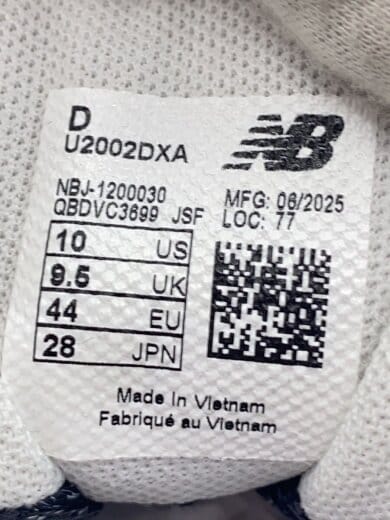 D
U2002DXA
NB
NBJ-1200030
QBDVC3699 JSF
MFG: 06/2025
LOC: 77
10 US
9.5 UK
44 EU
28 JPN
Made In Vietnam
Fabriqué au Vietnam